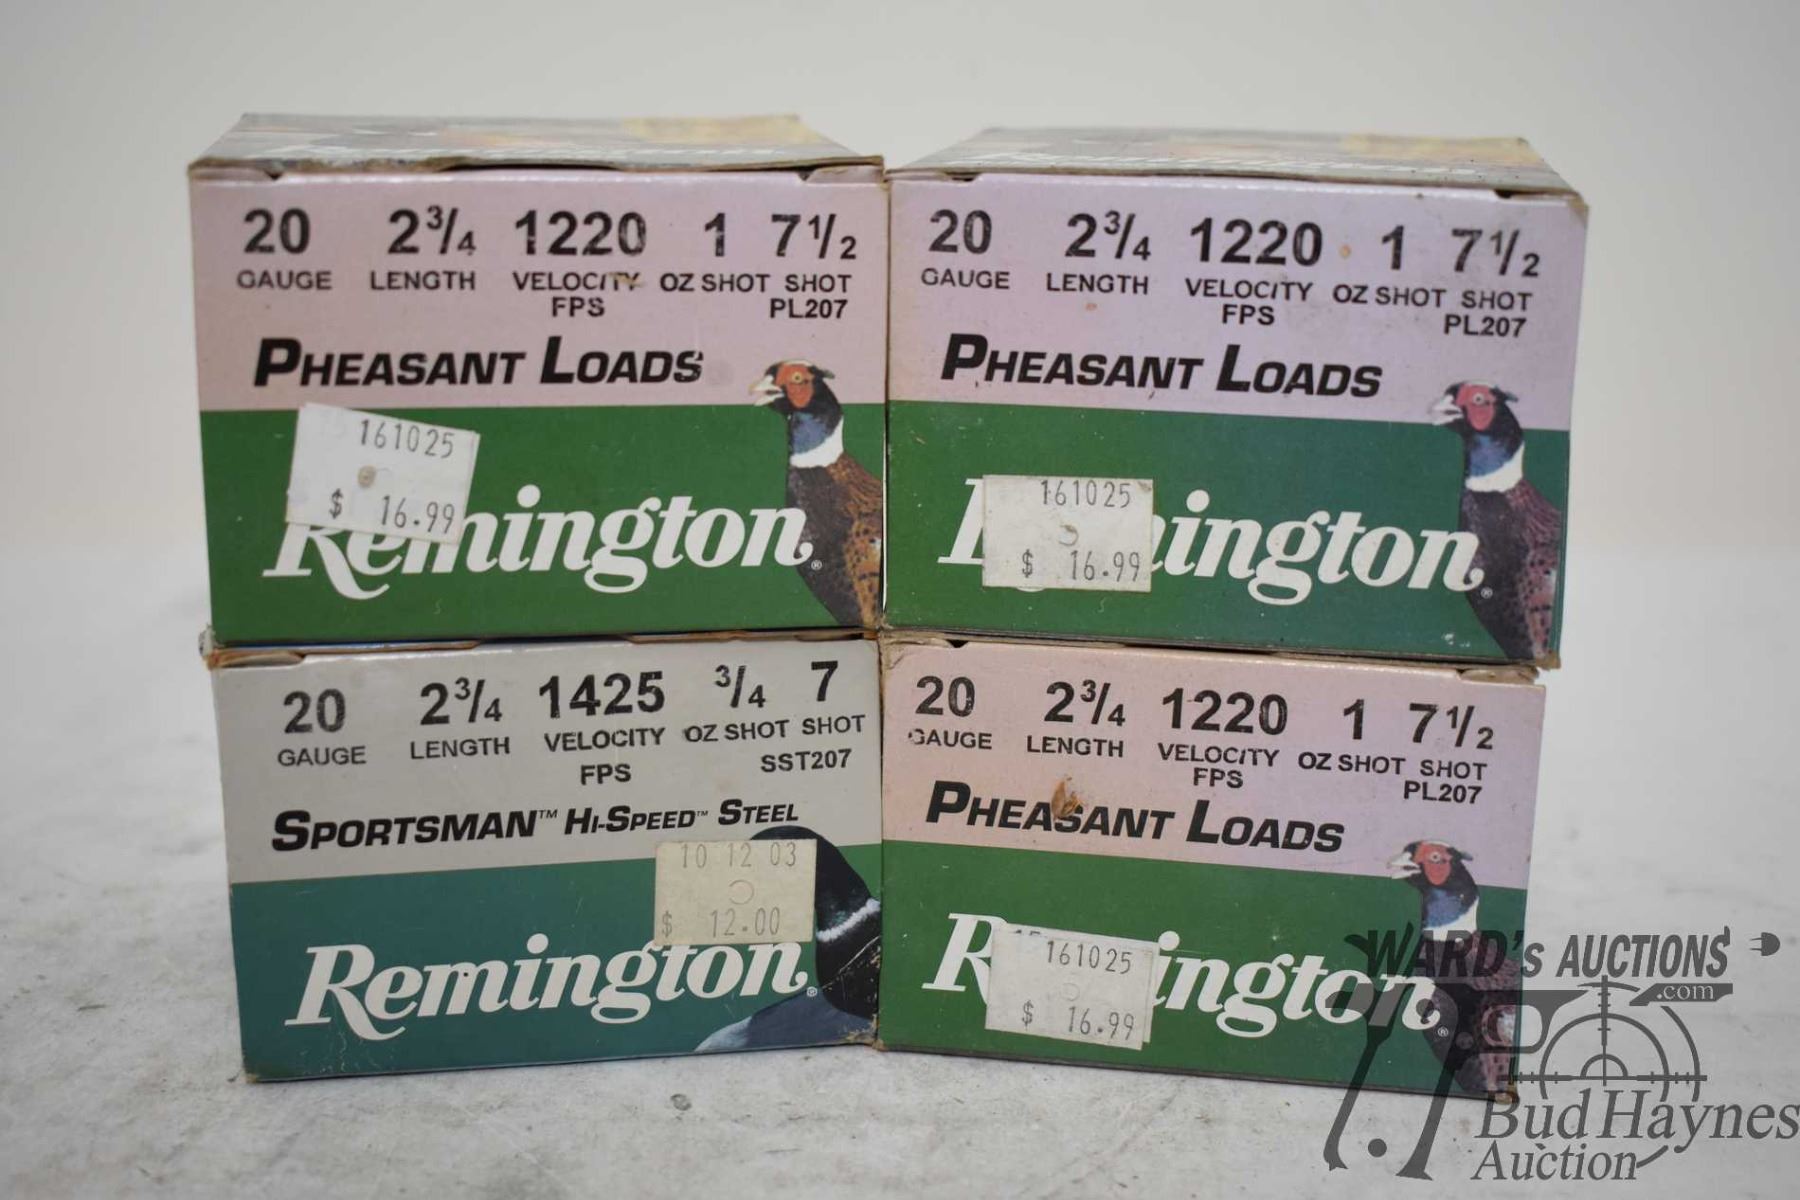 20 2 3/4 1220 1 7 1/2
GAUGE LENGTH VELOCITY OZ SHOT SHOT
FPS PL207
PHEASANT LOADS
161025
$ 16.99
Remington®
20 2 3/4 1220 1 7 1/2
GAUGE LENGTH VELOCITY OZ SHOT SHOT
FPS PL207
PHEASANT LOADS
161025
$ 16.99
Remington®
20 2 3/4 1425 3/4 7
GAUGE LENGTH VELOCITY OZ SHOT SHOT
FPS SST207
SPORTSMAN™ HI-SPEED™ STEEL
10 12 03
$ 12.00
Remington®
20 2 3/4 1220 1 7 1/2
GAUGE LENGTH VELOCITY OZ SHOT SHOT
FPS PL207
PHEASANT LOADS
161025
$ 16.99
Remington®
WARD's AUCTIONS
.com
Bud Haynes
Auction